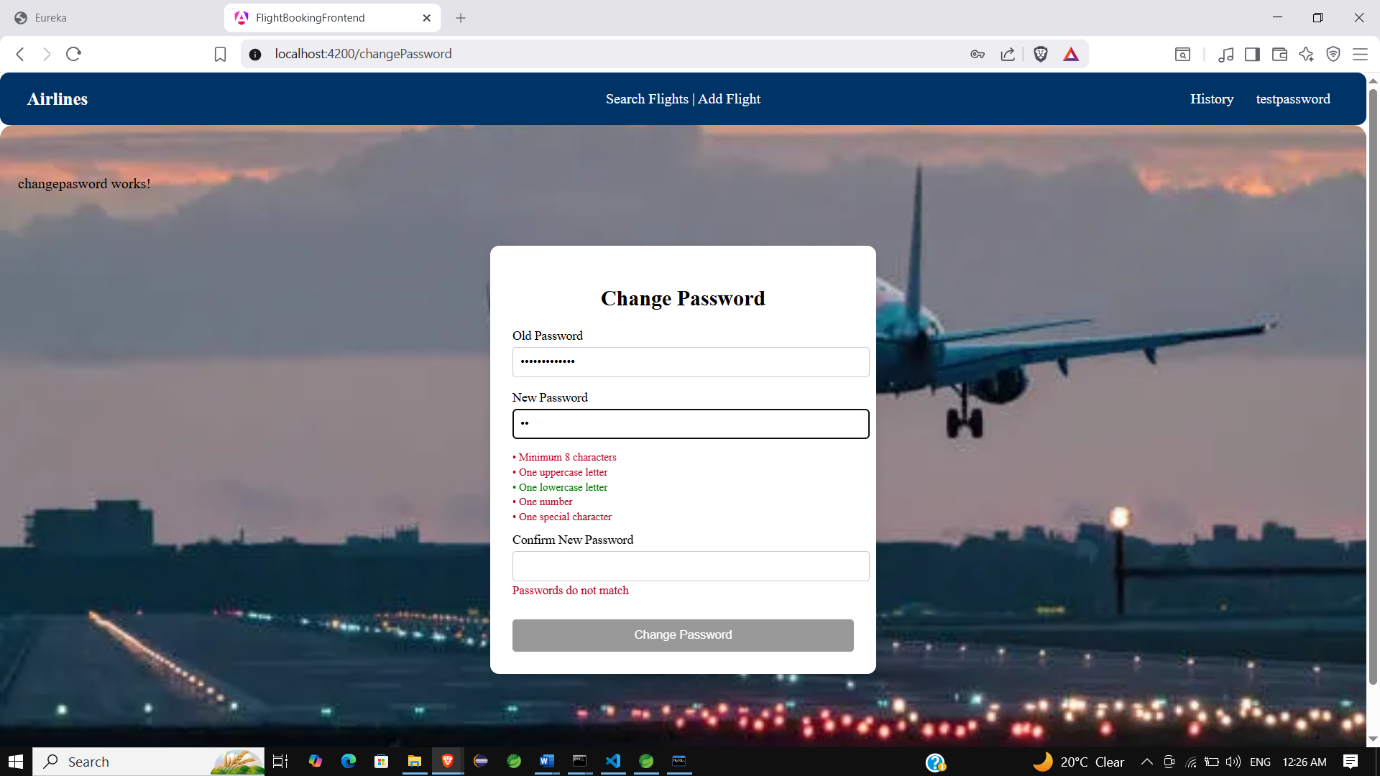 Eureka
FlightBookingFrontend
localhost:4200/changePassword
Airlines
Search Flights | Add Flight
History
testpassword
changepasword works!
Change Password
Old Password
•••••••••••••
New Password
••
• Minimum 8 characters
• One uppercase letter
• One lowercase letter
• One number
• One special character
Confirm New Password
Passwords do not match
Change Password
Search
20°C Clear
ENG
12:26 AM